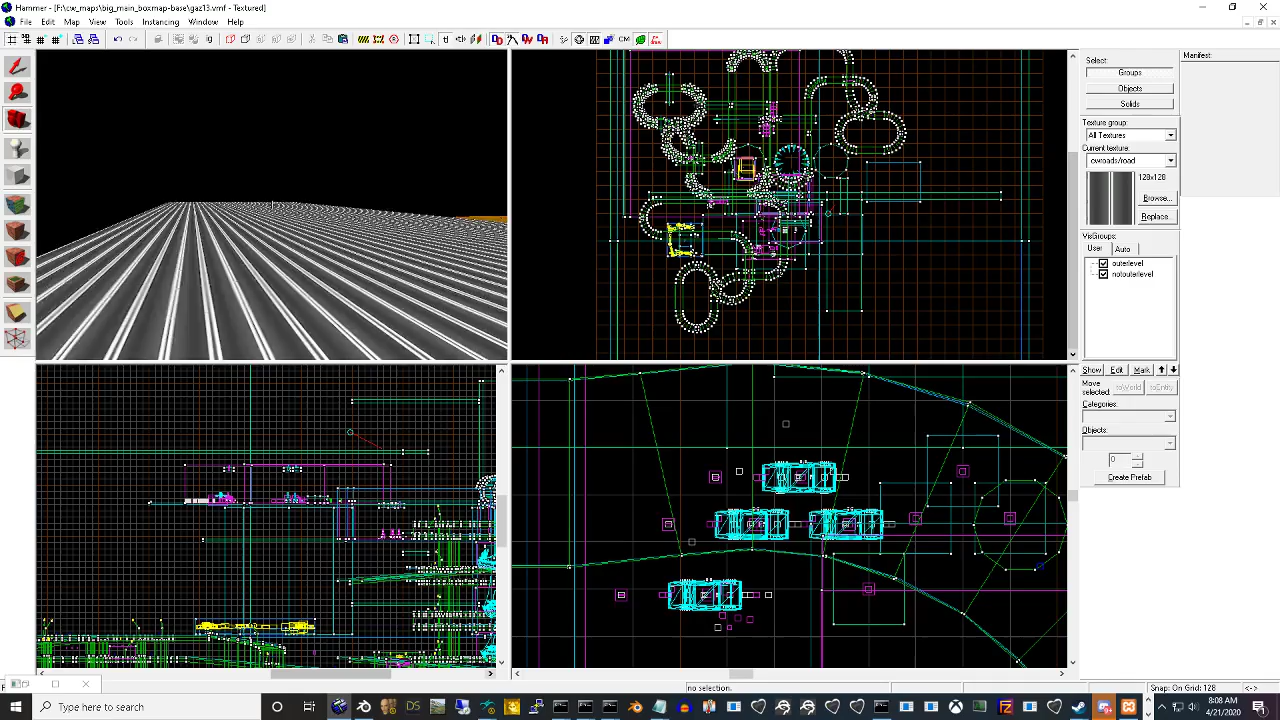 Hammer - [F:\cw_maps\big_main_boxmap-base\gaz13.vmf - Textured]
File Edit Map View Tools Instancing Window Help
Select:
Groups
Objects
Solids
Texture group:
All Textures
Current texture:
cwroads/road
128x128
Browse...
Replace...
VisGroups:
User Auto
outerlevel
notouterlevel
Show Edit Mark
Move selected:
toWorld toEntity
Categories:
Objects:
0
Create Prefab
Manifest:
no selection.
Snap: On Grid: 128
<->
Type here to search
8:08 AM
4/21/2020